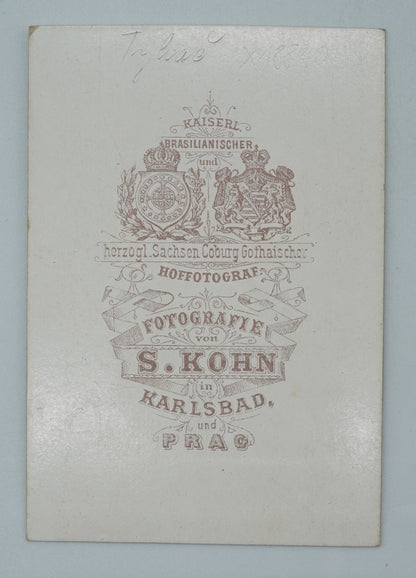 KAISERL.
BRASILIANISCHER
und
herzogl. Sachsen Coburg Gothaischer
HOFFOTOGRAF.
FOTOGRAFIE
von
S. KOHN
in
KARLSBAD,
und
PRAG